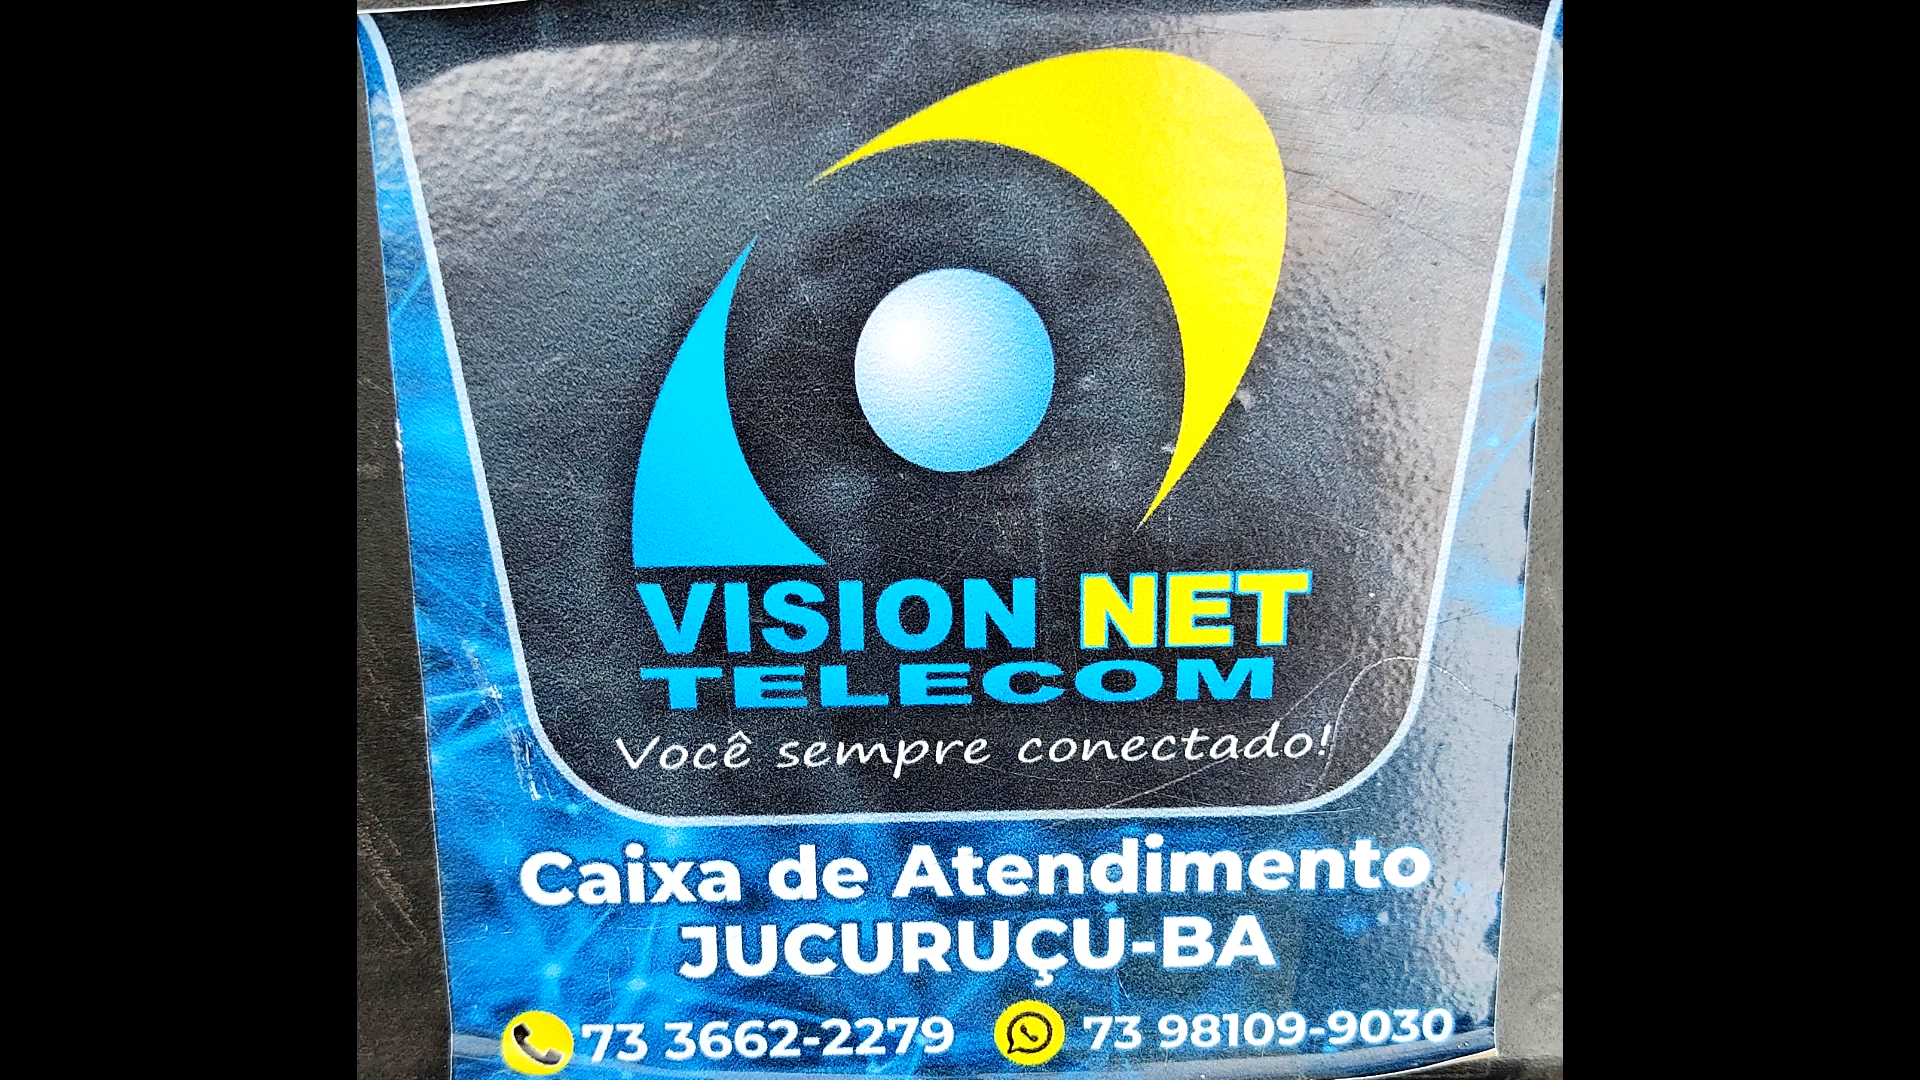 VISION NET
TELECOM
Você sempre conectado!
Caixa de Atendimento
JUCURUÇU-BA
73 3662-2279 73 98109-9030